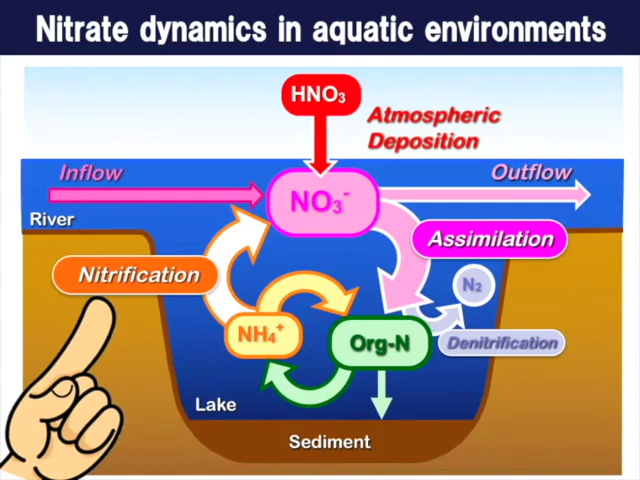 Nitrate dynamics in aquatic environments
HNO₃
Atmospheric
Deposition
Inflow
NO₃⁻
Outflow
River
Assimilation
Nitrification
N₂
NH₄⁺
Org-N
Denitrification
Lake
Sediment